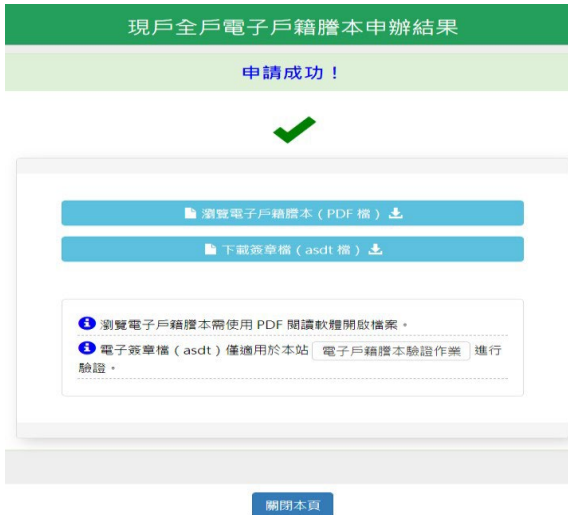 現戶全戶電子戶籍謄本申辦結果
申請成功！
瀏覽電子戶籍謄本（PDF 檔）
下載簽章檔（asdt 檔）
瀏覽電子戶籍謄本需使用 PDF 閱讀軟體開啟檔案。
電子簽章檔（asdt）僅適用於本站 電子戶籍謄本驗證作業 進行
驗證。
關閉本頁